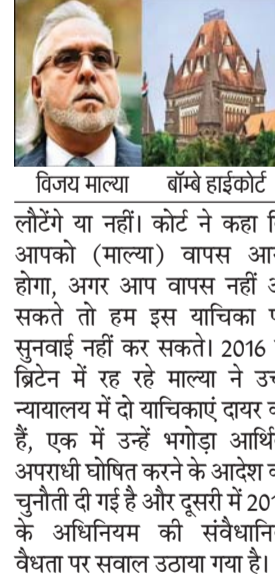 विजय माल्या बॉम्बे हाईकोर्ट
लौटेंगे या नहीं। कोर्ट ने कहा
आपको (माल्या) वापस
होगा, अगर आप वापस नहीं
सकते तो हम इस याचिका
सुनवाई नहीं कर सकते। 2016
ब्रिटेन में रह रहे माल्या ने
न्यायालय में दो याचिकाएं दायर
हैं, एक में उन्हें भगोड़ा
अपराधी घोषित करने के आदेश
चुनौती दी गई है और दूसरी में
के अधिनियम की
वैधता पर सवाल उठाया गया है।